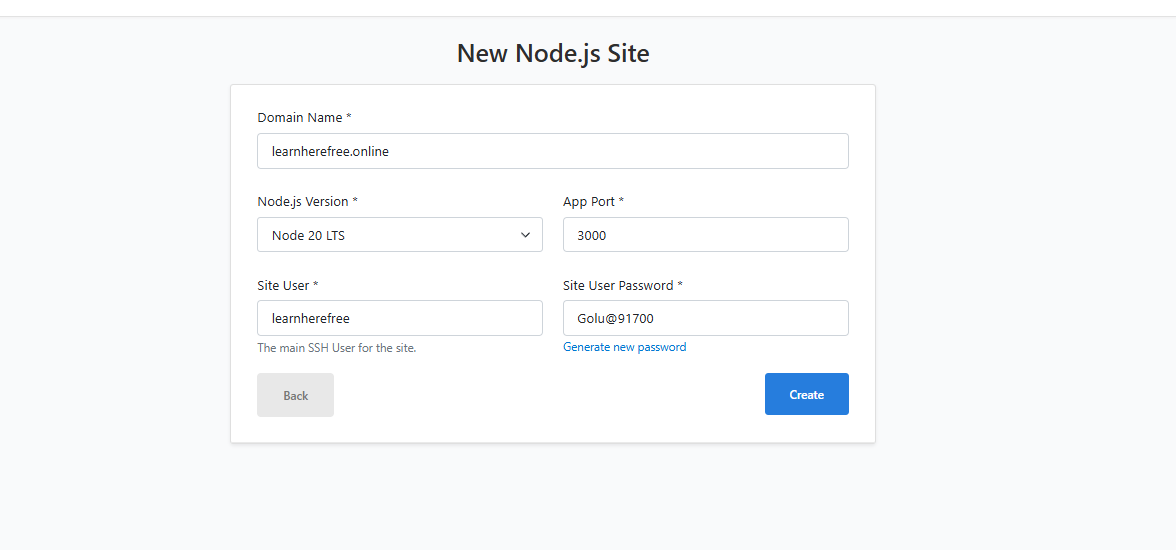 New Node.js Site
Domain Name *
learnherefree.online
Node.js Version * App Port *
Node 20 LTS 3000
Site User * Site User Password *
learnherefree Golu@91700
The main SSH User for the site. Generate new password
Back Create